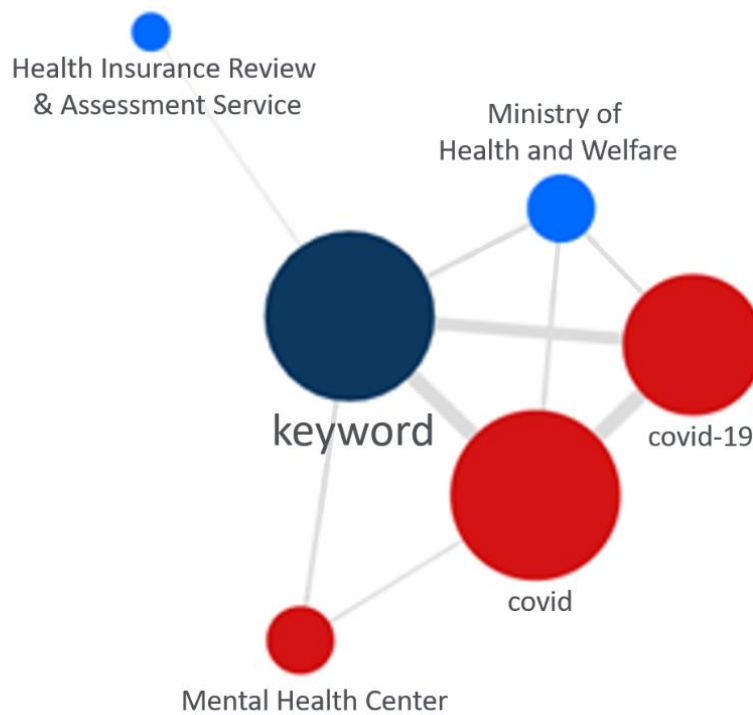 Health Insurance Review
& Assessment Service
Ministry of
Health and Welfare
keyword
covid-19
covid
Mental Health Center